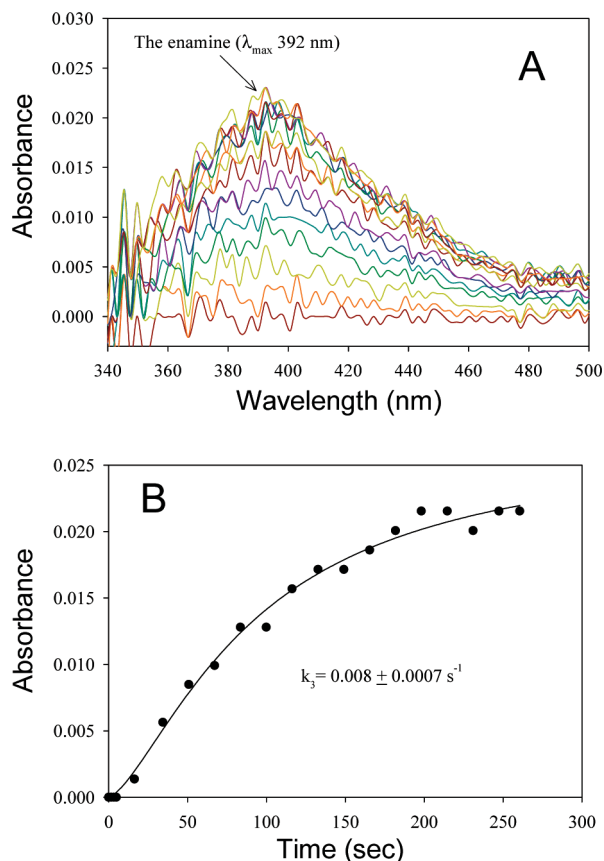 0.030
The enamine (λmax 392 nm)
A
0.025
0.020
0.015
0.010
0.005
0.000
Absorbance
340 360 380 400 420 440 460 480 500
Wavelength (nm)
0.025
B
0.020
0.015
0.010
0.005
0.000
Absorbance
k3= 0.008 ± 0.0007 s-1
0 50 100 150 200 250 300
Time (sec)